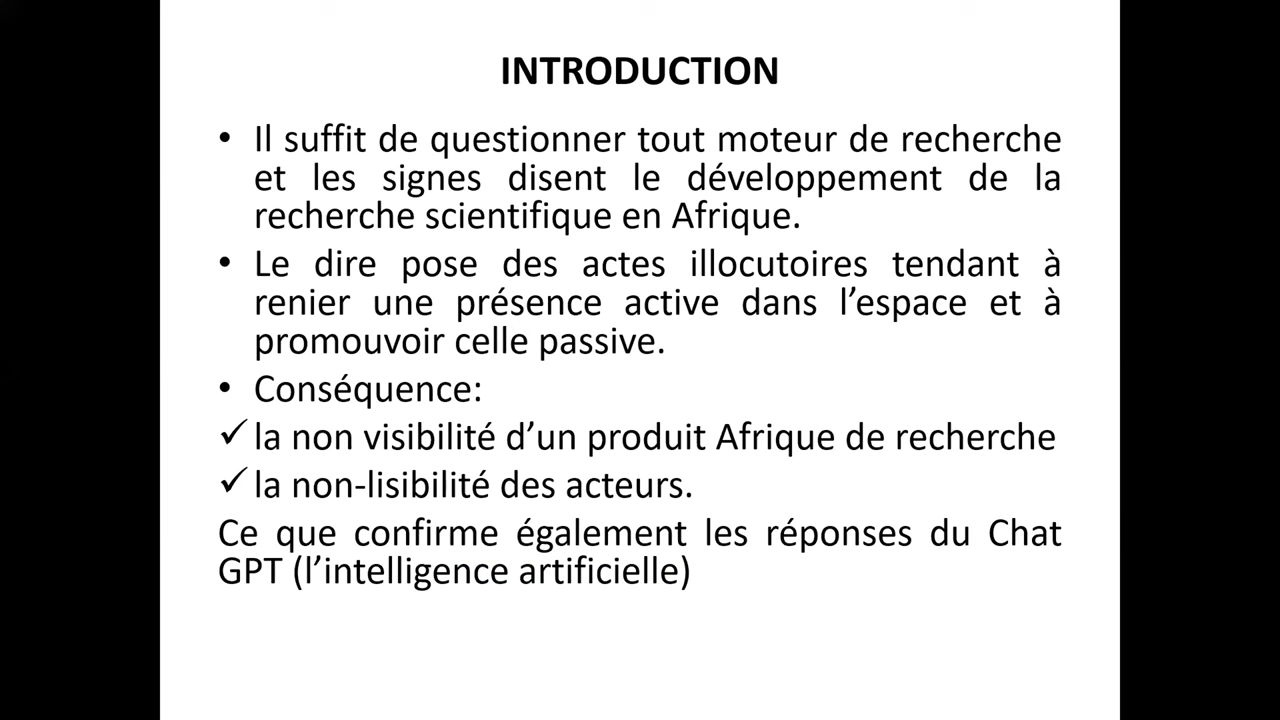 INTRODUCTION
• Il suffit de questionner tout moteur de recherche
et les signes disent le développement de la
recherche scientifique en Afrique.
• Le dire pose des actes illocutoires tendant à
renier une présence active dans l’espace et à
promouvoir celle passive.
• Conséquence:
✓ la non visibilité d’un produit Afrique de recherche
✓ la non-lisibilité des acteurs.
Ce que confirme également les réponses du Chat
GPT (l’intelligence artificielle)